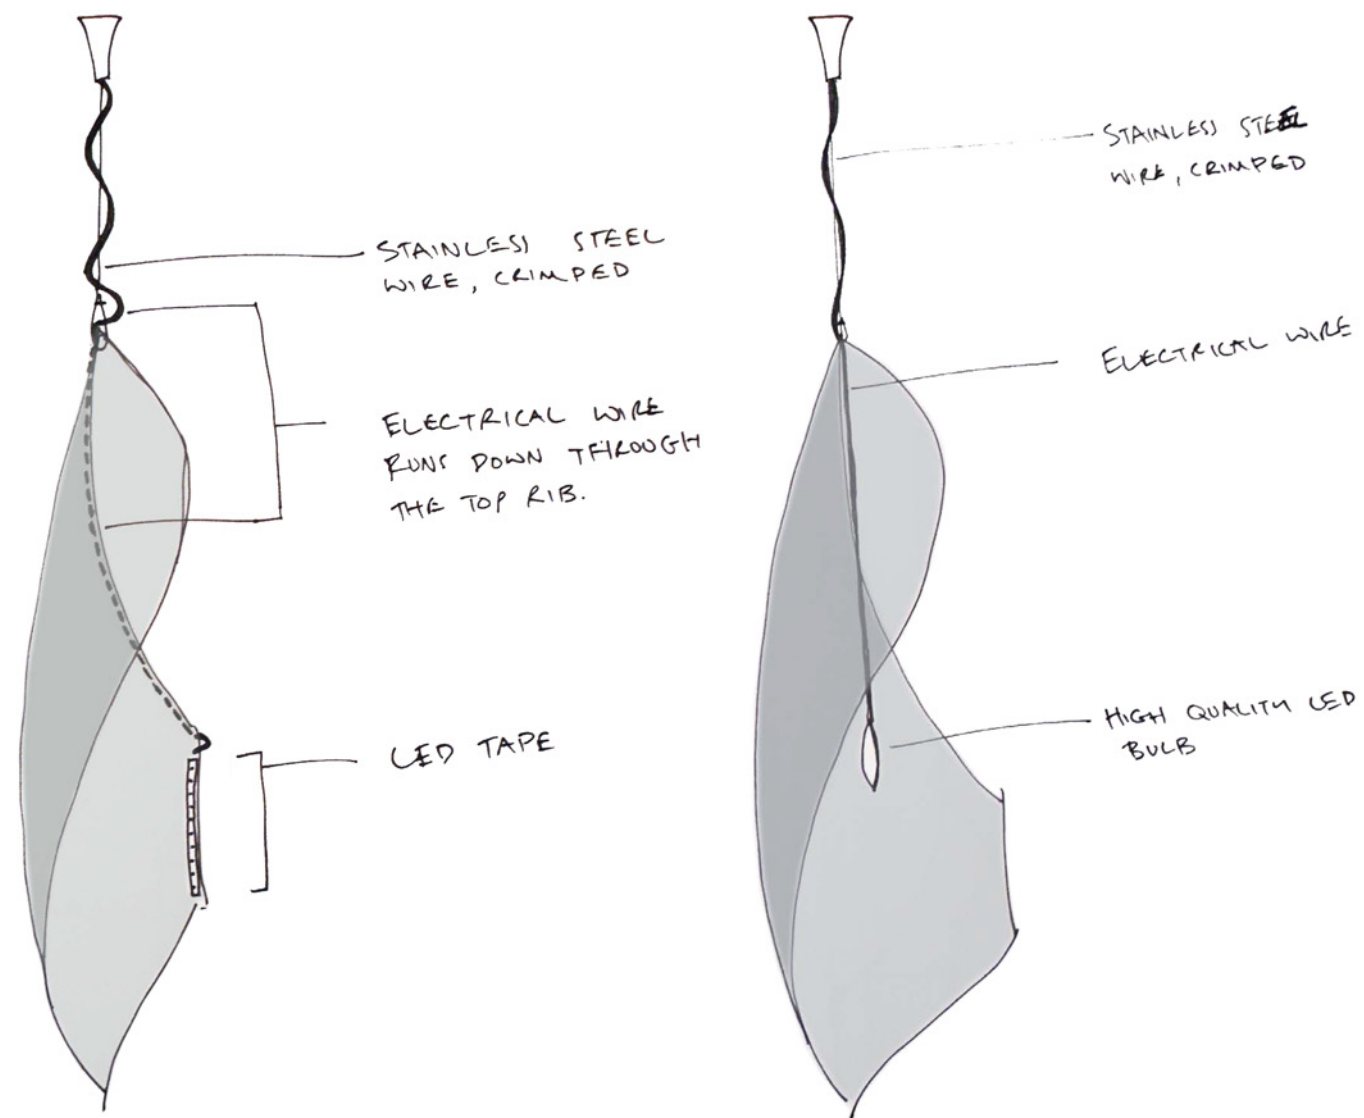 STAINLESS STEEL
WIRE, CRIMPED
ELECTRICAL WIRE
RUNS DOWN THROUGH
THE TOP RIB.
LED TAPE
STAINLESS STEEL
WIRE, CRIMPED
ELECTRICAL WIRE
HIGH QUALITY LED
BULB